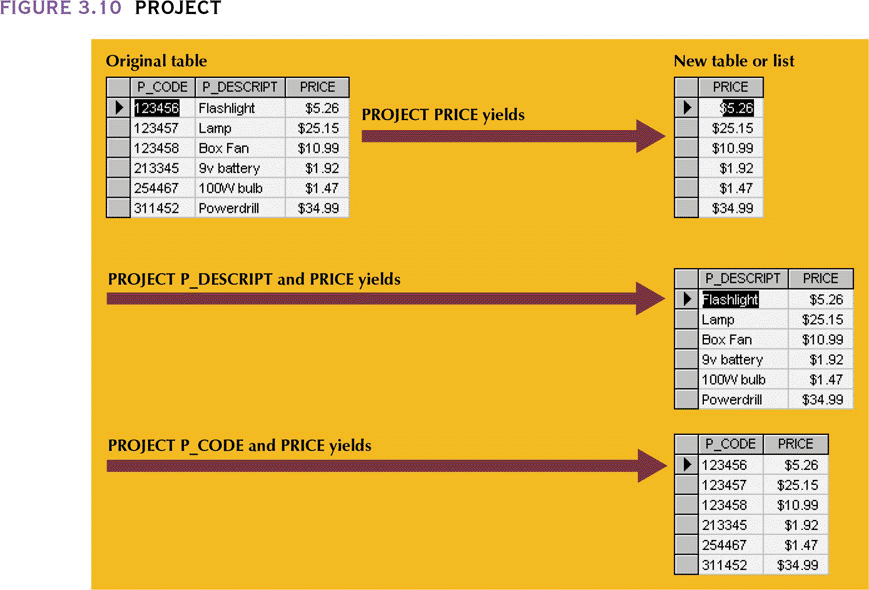 FIGURE 3.10 PROJECT
Original table
P_CODE P_DESCRIPT PRICE
123456 Flashlight $5.26
123457 Lamp $25.15
123458 Box Fan $10.99
213345 9v battery $1.92
254467 100W bulb $1.47
311452 Powerdrill $34.99
PROJECT PRICE yields
New table or list
PRICE
$5.26
$25.15
$10.99
$1.92
$1.47
$34.99
PROJECT P_DESCRIPT and PRICE yields
P_DESCRIPT PRICE
Flashlight $5.26
Lamp $25.15
Box Fan $10.99
9v battery $1.92
100W bulb $1.47
Powerdrill $34.99
PROJECT P_CODE and PRICE yields
P_CODE PRICE
123456 $5.26
123457 $25.15
123458 $10.99
213345 $1.92
254467 $1.47
311452 $34.99